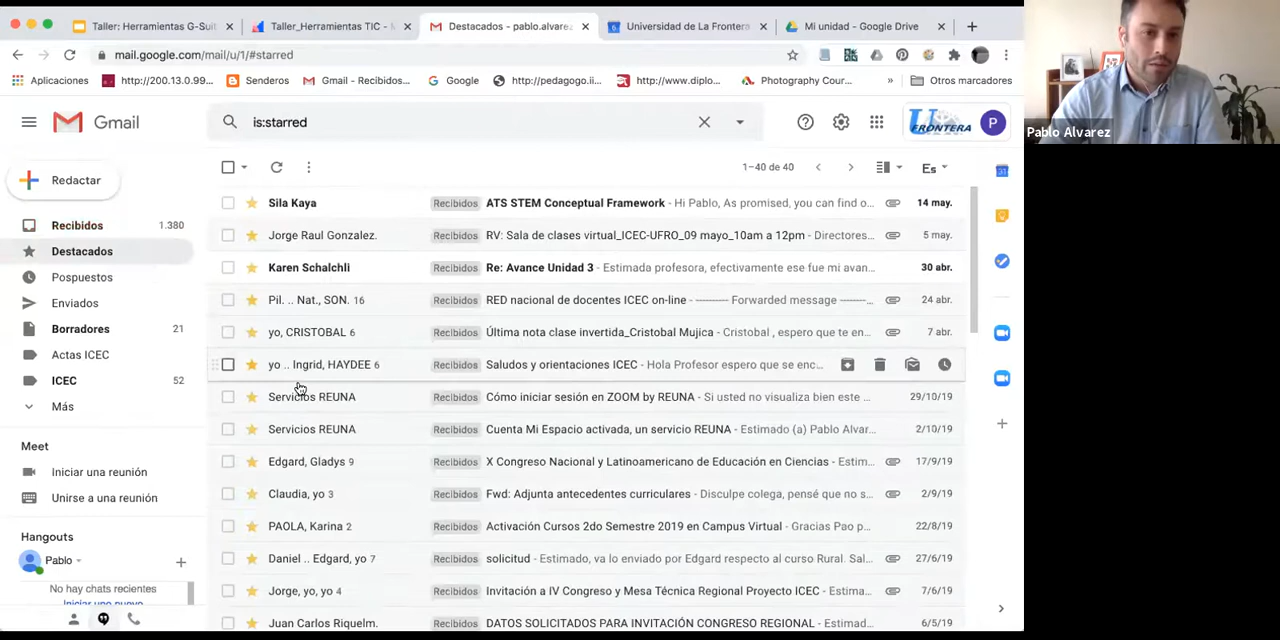 Taller: Herramientas G-Suit
Taller_Herramientas TIC -
Destacados - pablo.alvarez
Universidad de La Frontera
Mi unidad - Google Drive
mail.google.com/mail/u/1/#starred
Aplicaciones
http://200.13.0.99...
Senderos
Gmail - Recibidos...
Google
http://pedagogo.ii...
http://www.diplo...
Photography Cour...
»
Otros marcadores
Pablo Alvarez
Gmail
is:starred
FRONTERA
P
Redactar
1–40 de 40
Es
Recibidos 1.380
Destacados
Pospuestos
Enviados
Borradores 21
Actas ICEC
ICEC 52
Más
Meet
Iniciar una reunión
Unirse a una reunión
Hangouts
Pablo
No hay chats recientes
Iniciar uno nuevo
Sila Kaya Recibidos ATS STEM Conceptual Framework - Hi Pablo, As promised, you can find o... 14 may.
Jorge Raul Gonzalez. Recibidos RV: Sala de clases virtual_ICEC-UFRO_09 mayo_10am a 12pm - Directores... 5 may.
Karen Schalchli Recibidos Re: Avance Unidad 3 - Estimada profesora, efectivamente ese fue mi avan... 30 abr.
Pil. .. Nat., SON. 16 Recibidos RED nacional de docentes ICEC on-line - ---------- Forwarded message --------... 24 abr.
yo, CRISTOBAL 6 Recibidos Última nota clase invertida_Cristobal Mujica - Cristobal , espero que te en... 7 abr.
yo .. Ingrid, HAYDEE 6 Recibidos Saludos y orientaciones ICEC - Hola Profesor espero que se enc...
Servicios REUNA Recibidos Cómo iniciar sesión en ZOOM by REUNA - Si usted no visualiza bien este ... 29/10/19
Servicios REUNA Recibidos Cuenta Mi Espacio activada, un servicio REUNA - Estimado (a) Pablo Alvar... 2/10/19
Edgard, Gladys 9 Recibidos X Congreso Nacional y Latinoamericano de Educación en Ciencias - Estim... 17/9/19
Claudia, yo 3 Recibidos Fwd: Adjunta antecedentes curriculares - Disculpe colega, pensé que no s... 2/9/19
PAOLA, Karina 2 Recibidos Activación Cursos 2do Semestre 2019 en Campus Virtual - Gracias Pao p... 22/8/19
Daniel .. Edgard, yo 7 Recibidos solicitud - Estimado, va lo enviado por Edgard respecto al curso Rural. Sal... 27/6/19
Jorge, yo, yo 4 Recibidos Invitación a IV Congreso y Mesa Técnica Regional Proyecto ICEC - Estim... 7/6/19
Juan Carlos Riquelm. Recibidos DATOS SOLICITADOS PARA INVITACIÓN CONGRESO REGIONAL - Estim... 6/5/19